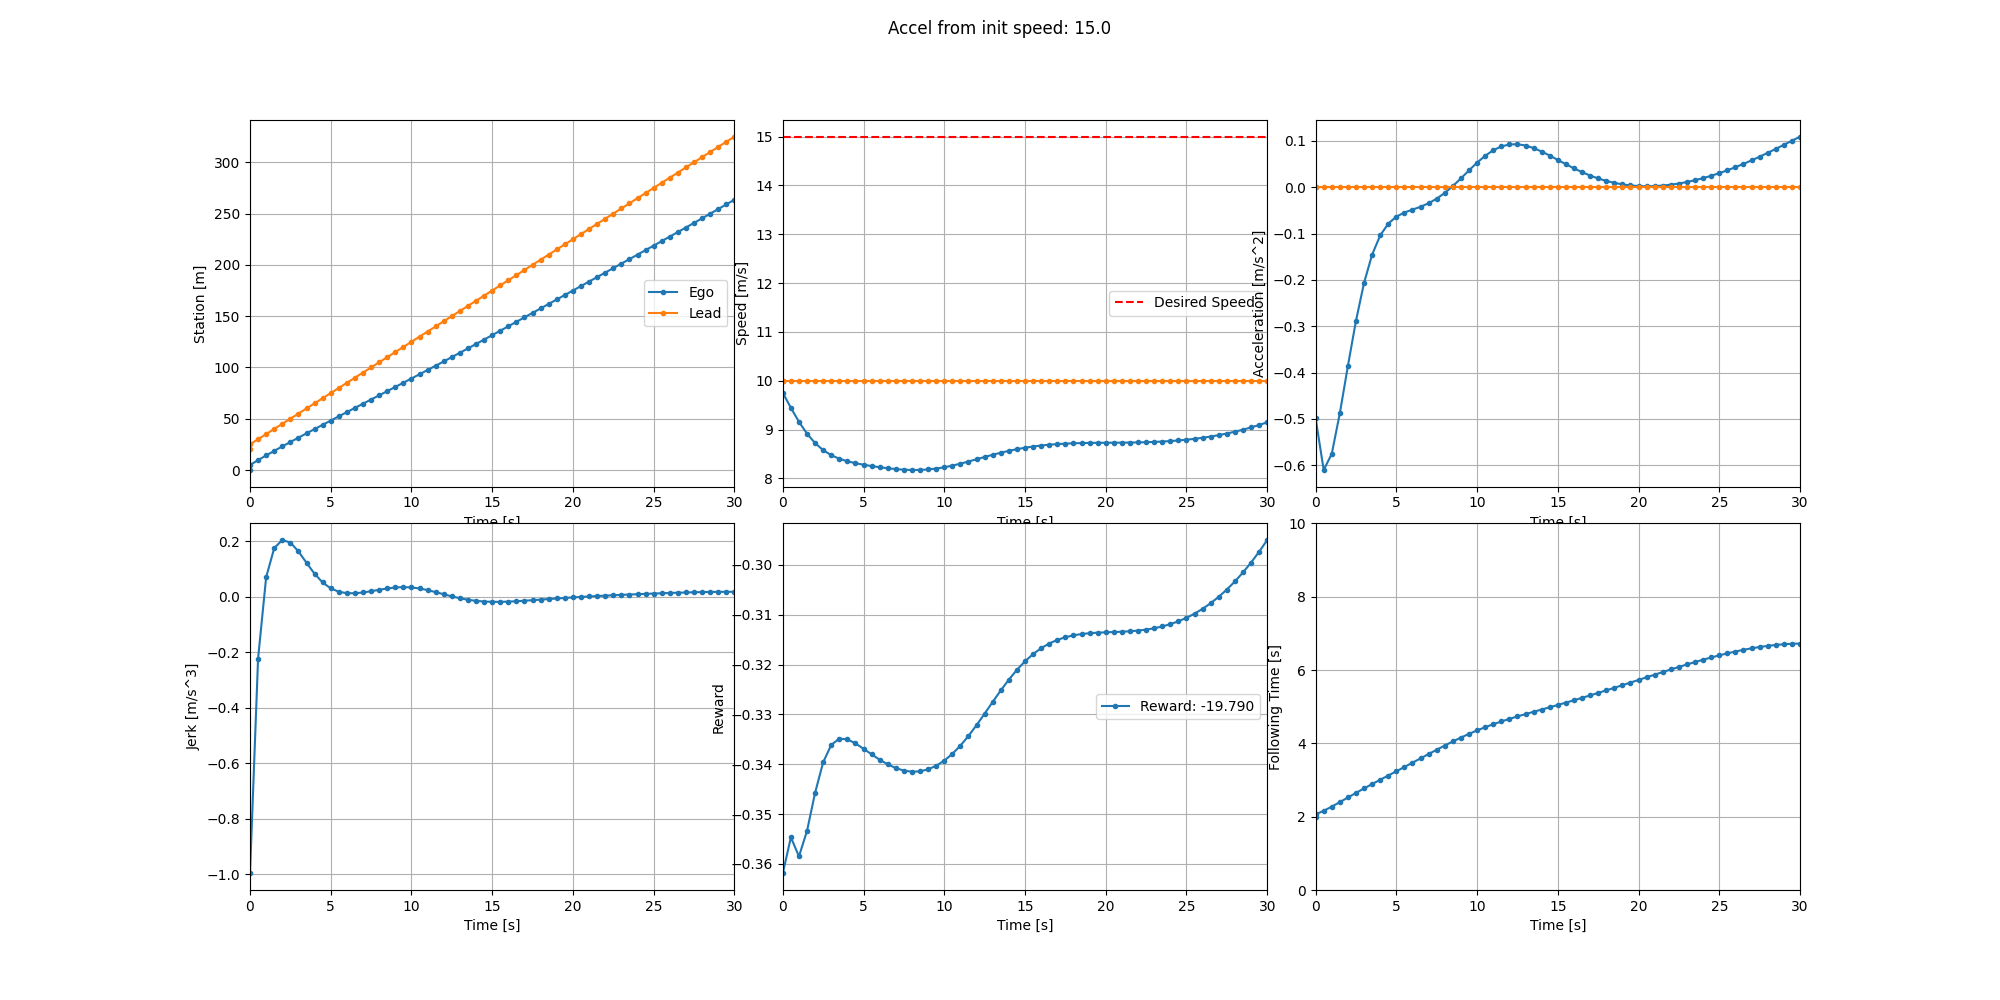 Accel from init speed: 15.0
Station [m]
300
250
200
150
100
50
0
0 5 10 15 20 25 30
Time [s]
Ego
Lead
Speed [m/s]
15
14
13
12
11
10
9
8
0 5 10 15 20 25 30
Time [s]
Desired Speed
Acceleration [m/s^2]
0.1
0.0
−0.1
−0.2
−0.3
−0.4
−0.5
−0.6
0 5 10 15 20 25 30
Time [s]
Jerk [m/s^3]
0.2
0.0
−0.2
−0.4
−0.6
−0.8
−1.0
0 5 10 15 20 25 30
Time [s]
Reward
−0.30
−0.31
−0.32
−0.33
−0.34
−0.35
−0.36
0 5 10 15 20 25 30
Time [s]
Reward: -19.790
Following Time [s]
10
8
6
4
2
0
0 5 10 15 20 25 30
Time [s]